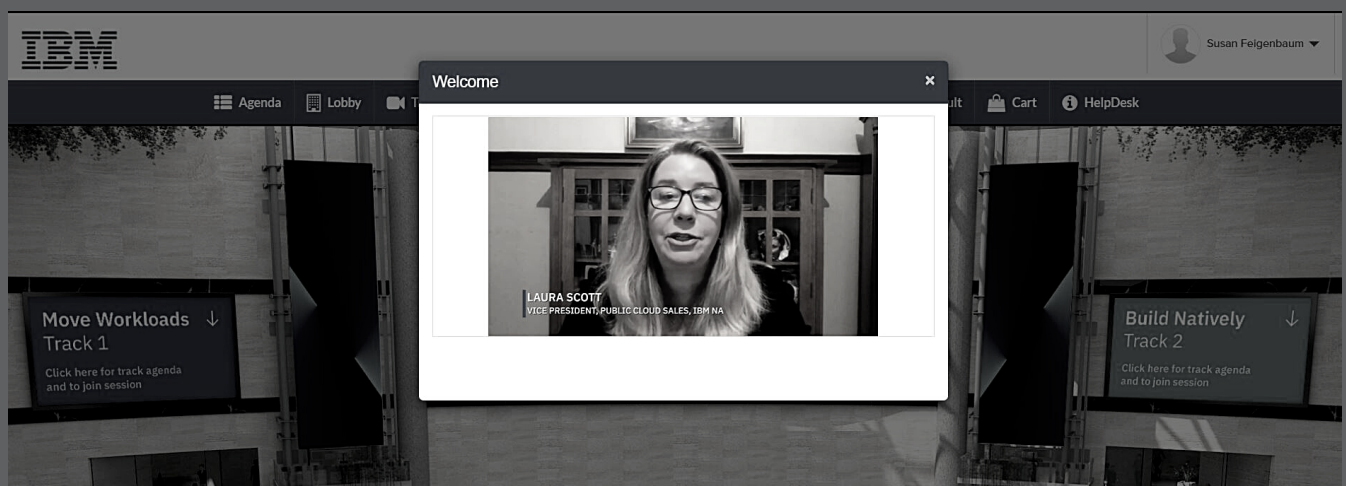 IBM
Susan Feigenbaum
Welcome ×
Agenda Lobby Cart HelpDesk
LAURA SCOTT
VICE PRESIDENT, PUBLIC CLOUD SALES, IBM NA
Move Workloads ↓
Track 1
Click here for track agenda
and to join session
Build Natively ↓
Track 2
Click here for track agenda
and to join session